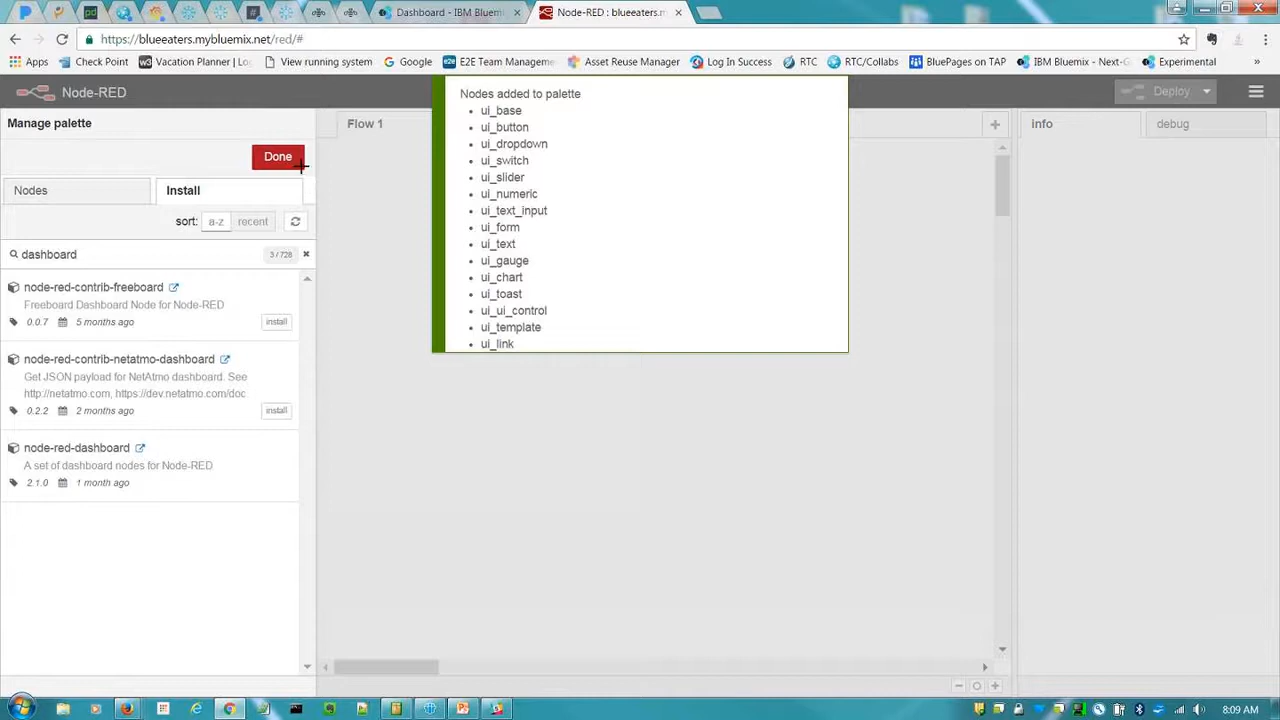 Dashboard - IBM Bluemi
Node-RED : blueeaters.m
https://blueeaters.mybluemix.net/red/#
Apps
Check Point
Vacation Planner | Lo
View running system
Google
E2E Team Manageme
Asset Reuse Manager
Log In Success
RTC
RTC/Collabs
BluePages on TAP
IBM Bluemix - Next-G
Experimental
»
Node-RED
Deploy
Manage palette
Done
Nodes
Install
sort:
a-z
recent
dashboard
3 / 728
node-red-contrib-freeboard
Freeboard Dashboard Node for Node-RED
0.0.7
5 months ago
install
node-red-contrib-netatmo-dashboard
Get JSON payload for NetAtmo dashboard. See
http://netatmo.com, https://dev.netatmo.com/doc
0.2.2
2 months ago
install
node-red-dashboard
A set of dashboard nodes for Node-RED
2.1.0
1 month ago
Flow 1
Nodes added to palette
• ui_base
• ui_button
• ui_dropdown
• ui_switch
• ui_slider
• ui_numeric
• ui_text_input
• ui_form
• ui_text
• ui_gauge
• ui_chart
• ui_toast
• ui_ui_control
• ui_template
• ui_link
info
debug
8:09 AM